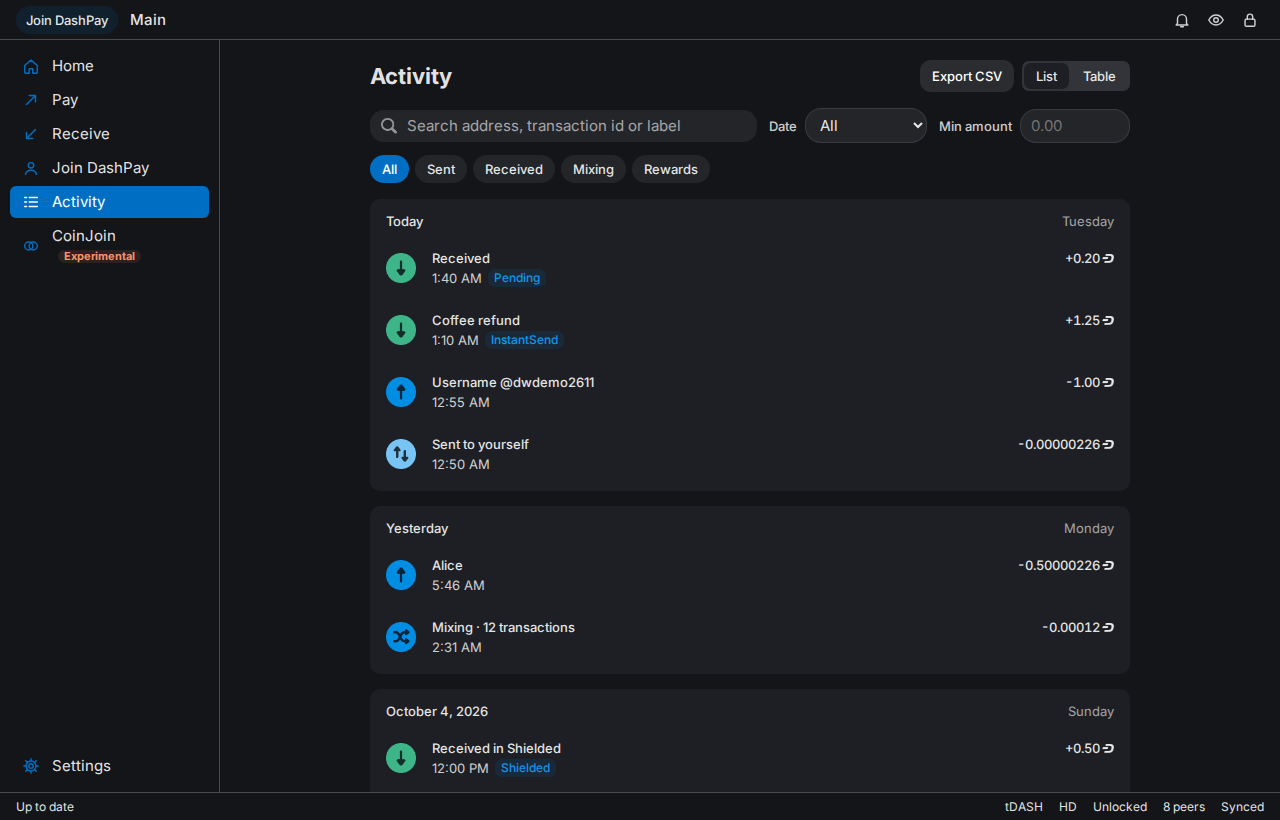 Join DashPay Main
Home
Pay
Receive
Join DashPay
Activity
CoinJoin
Experimental
Settings
Activity
Export CSV
List Table
Search address, transaction id or label
Date All
Min amount 0.00
All Sent Received Mixing Rewards
Today Tuesday
Received +0.20
1:40 AM Pending
Coffee refund +1.25
1:10 AM InstantSend
Username @dwdemo2611 -1.00
12:55 AM
Sent to yourself -0.00000226
12:50 AM
Yesterday Monday
Alice -0.50000226
5:46 AM
Mixing · 12 transactions -0.00012
2:31 AM
October 4, 2026 Sunday
Received in Shielded +0.50
12:00 PM Shielded
Up to date tDASH HD Unlocked 8 peers Synced